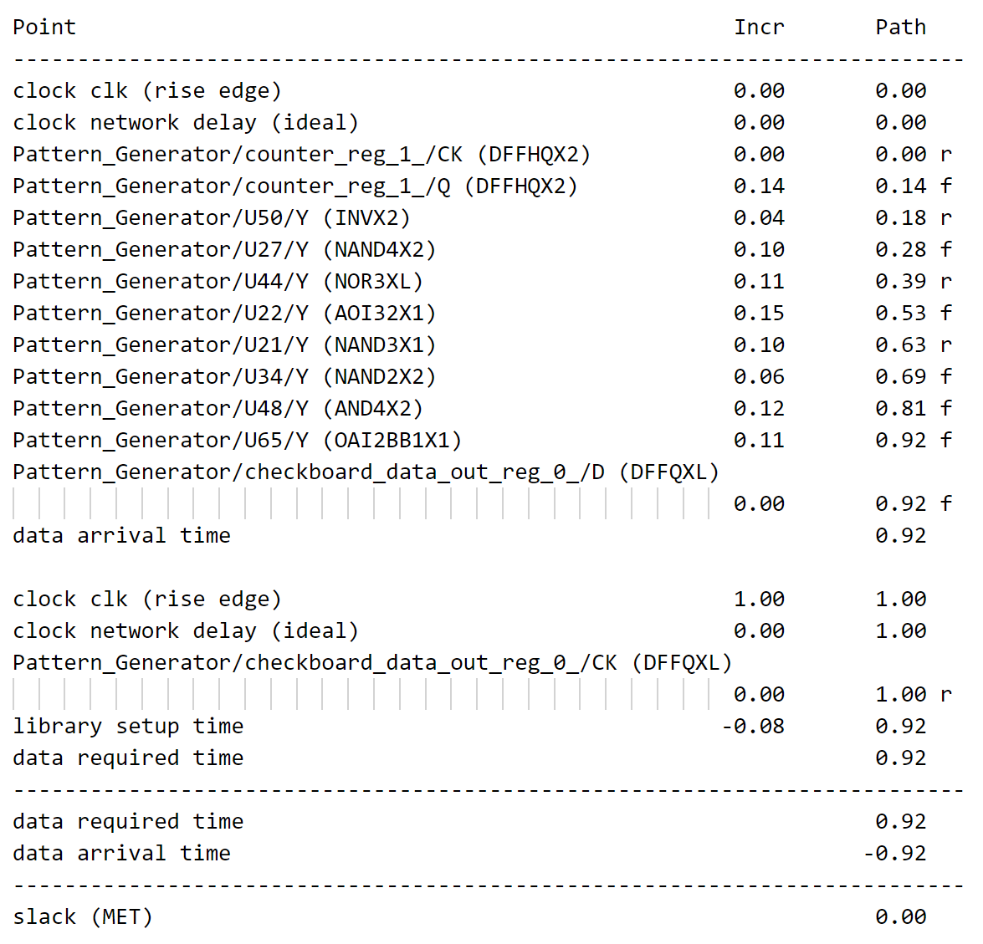 Point Incr Path
--------------------------------------------------------------------------
clock clk (rise edge) 0.00 0.00
clock network delay (ideal) 0.00 0.00
Pattern_Generator/counter_reg_1_/CK (DFFHQX2) 0.00 0.00 r
Pattern_Generator/counter_reg_1_/Q (DFFHQX2) 0.14 0.14 f
Pattern_Generator/U50/Y (INVX2) 0.04 0.18 r
Pattern_Generator/U27/Y (NAND4X2) 0.10 0.28 f
Pattern_Generator/U44/Y (NOR3XL) 0.11 0.39 r
Pattern_Generator/U22/Y (AOI32X1) 0.15 0.53 f
Pattern_Generator/U21/Y (NAND3X1) 0.10 0.63 r
Pattern_Generator/U34/Y (NAND2X2) 0.06 0.69 f
Pattern_Generator/U48/Y (AND4X2) 0.12 0.81 f
Pattern_Generator/U65/Y (OAI2BB1X1) 0.11 0.92 f
Pattern_Generator/checkboard_data_out_reg_0_/D (DFFQXL)
0.00 0.92 f
data arrival time 0.92
clock clk (rise edge) 1.00 1.00
clock network delay (ideal) 0.00 1.00
Pattern_Generator/checkboard_data_out_reg_0_/CK (DFFQXL)
0.00 1.00 r
library setup time -0.08 0.92
data required time 0.92
--------------------------------------------------------------------------
data required time 0.92
data arrival time -0.92
--------------------------------------------------------------------------
slack (MET) 0.00